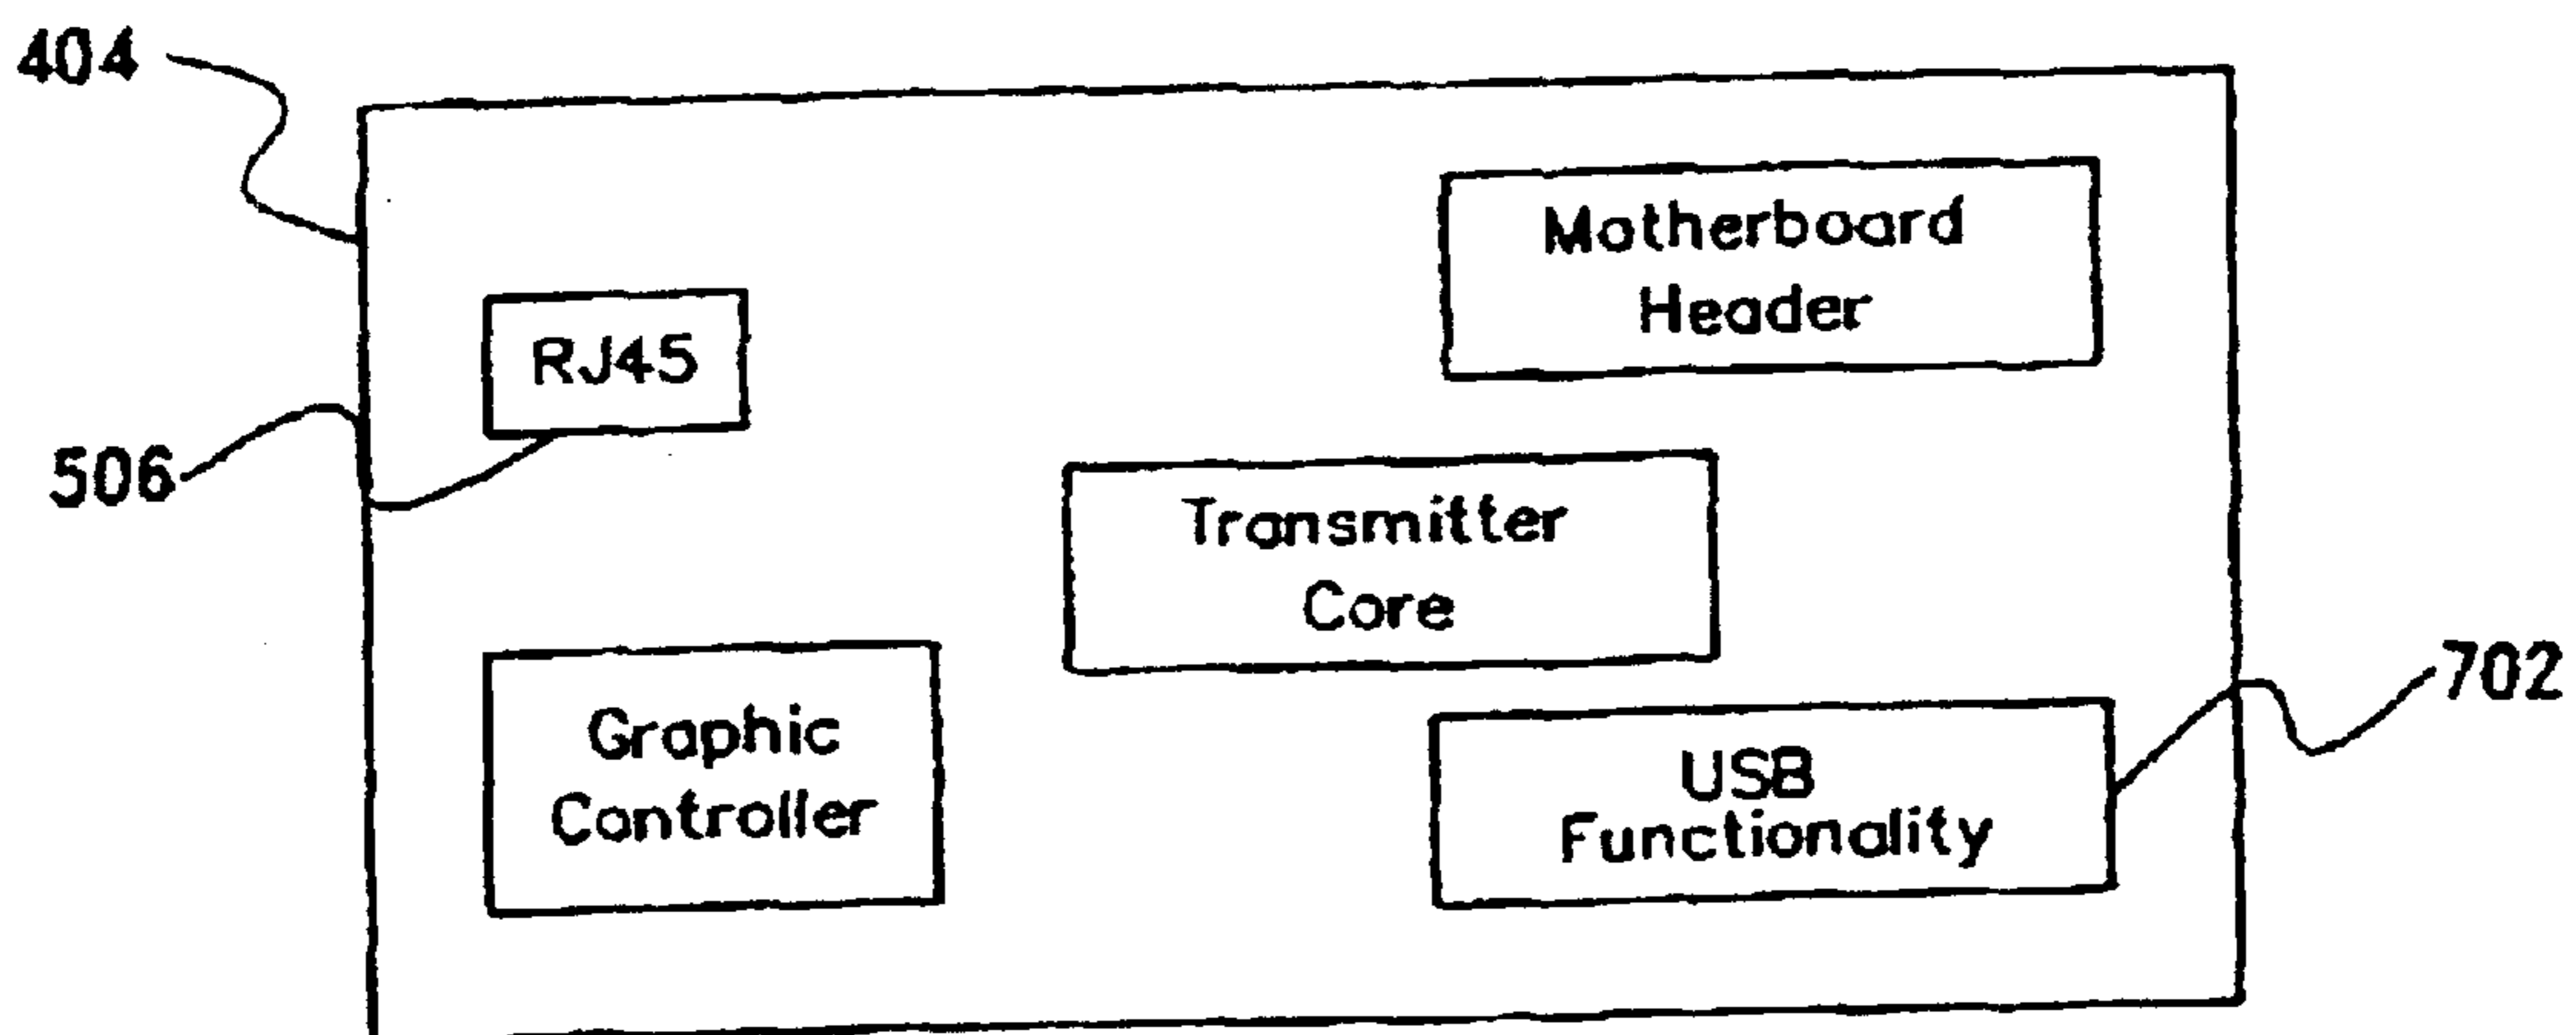 404
Motherboard
Header
RJ45
506
Transmitter
Core
702
Graphic
Controller
USB
Functionality